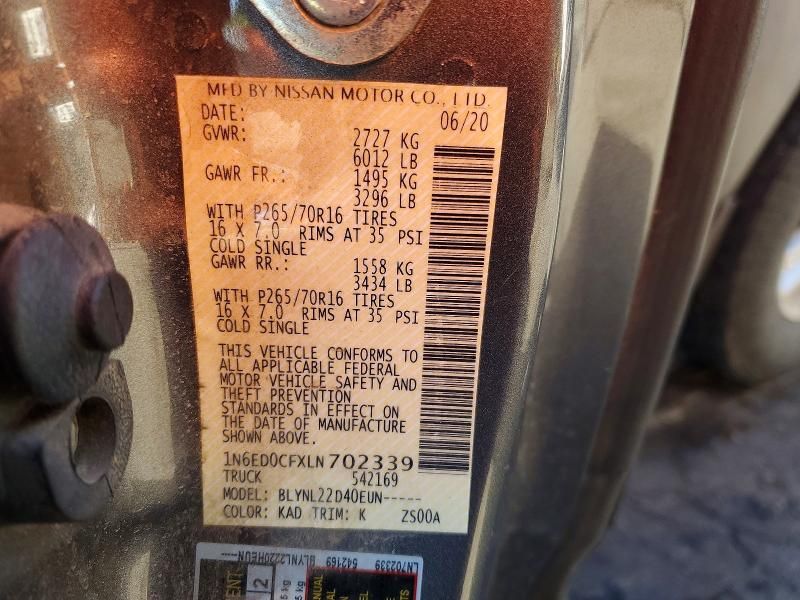 MFD BY NISSAN MOTOR CO., LTD.
DATE: 06/20
GVWR: 2727 KG
6012 LB
GAWR FR.: 1495 KG
3296 LB
WITH P265/70R16 TIRES
16 X 7.0 RIMS AT 35 PSI
COLD SINGLE
GAWR RR.: 1558 KG
3434 LB
WITH P265/70R16 TIRES
16 X 7.0 RIMS AT 35 PSI
COLD SINGLE
THIS VEHICLE CONFORMS TO
ALL APPLICABLE FEDERAL
MOTOR VEHICLE SAFETY AND
THEFT PREVENTION
STANDARDS IN EFFECT ON
THE DATE OF MANUFACTURE
SHOWN ABOVE.
1N6ED0CFXLN702339
TRUCK 542169
MODEL: BLYNL22D40EUN-----
COLOR: KAD TRIM: K ZS00A
542169 LN702339
2